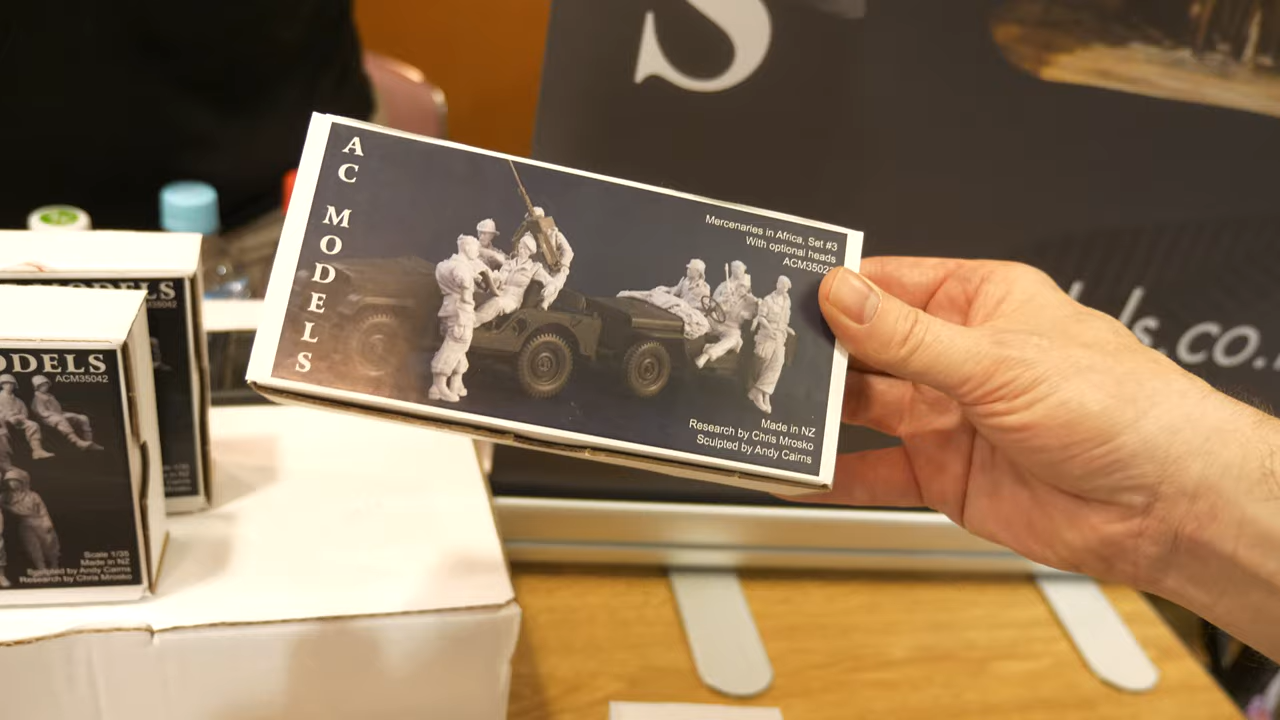 S
AC MODELS
Mercenaries in Africa, Set #3
With optional heads
Made in NZ
Research by Chris Mrosko
Sculpted by Andy Cairns
ls.co.
MODELS
ACM35042
DELS
ACM35042
Scale 1/35
Made in NZ
Sculpted by Andy Cairns
Research by Chris Mrosko